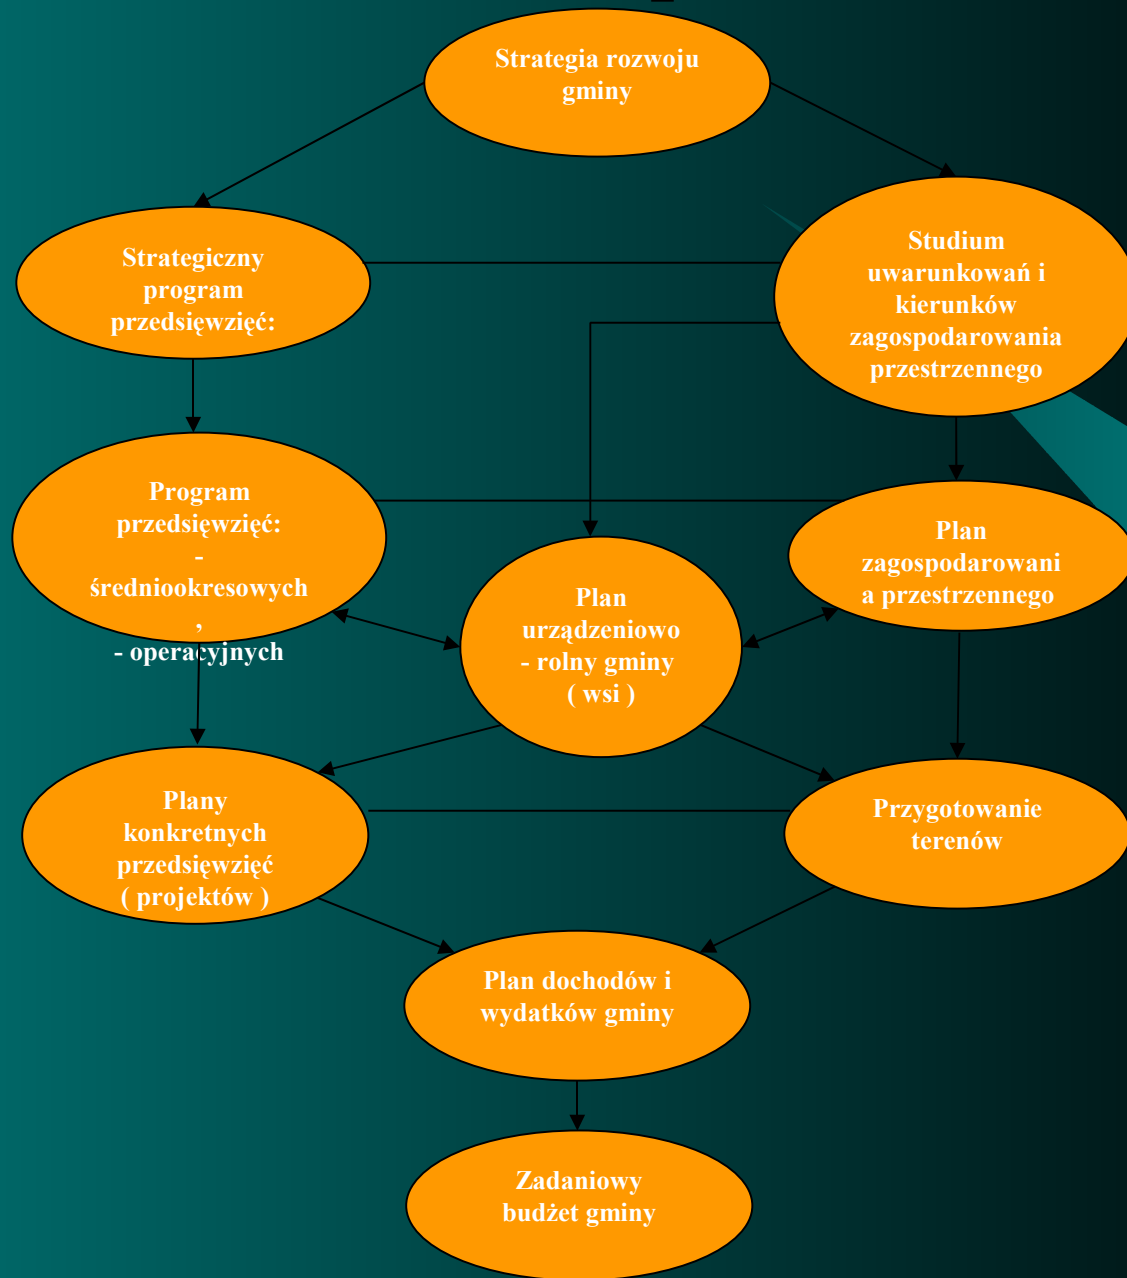 Strategia rozwoju
gminy
Strategiczny
program
przedsięwzięć:
Studium
uwarunkowań i
kierunków
zagospodarowania
przestrzennego
Program
przedsięwzięć:
-
średniookresowych
,
- operacyjnych
Plan
urządzeniowo
- rolny gminy
( wsi )
Plan
zagospodarowani
a przestrzennego
Plany
konkretnych
przedsięwzięć
( projektów )
Przygotowanie
terenów
Plan dochodów i
wydatków gminy
Zadaniowy
budżet gminy